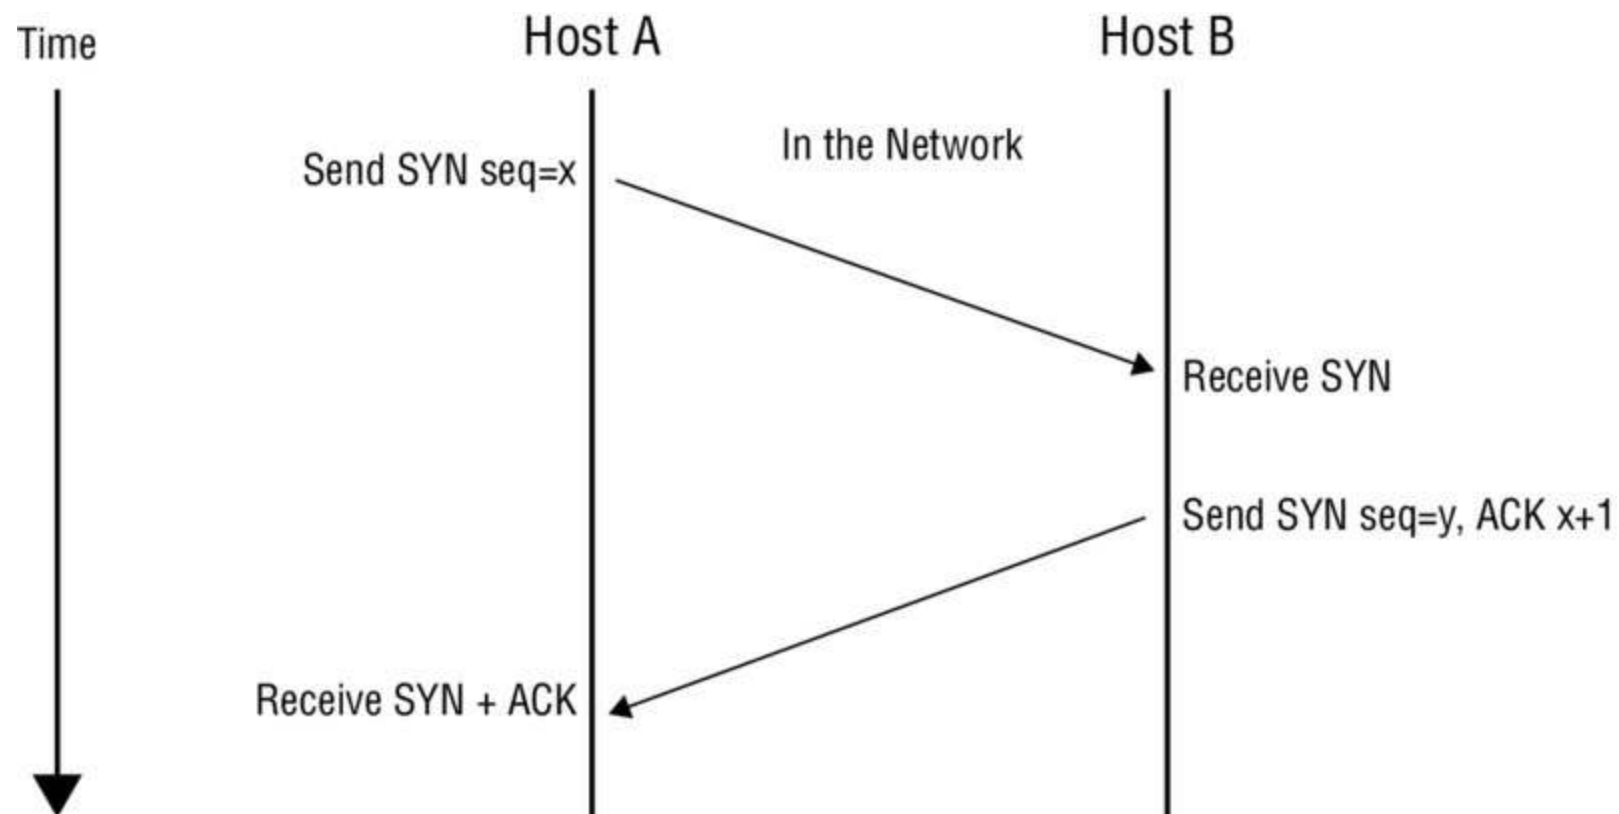 Time
Host A
Host B
In the Network
Send SYN seq=x
Receive SYN
Send SYN seq=y, ACK x+1
Receive SYN + ACK